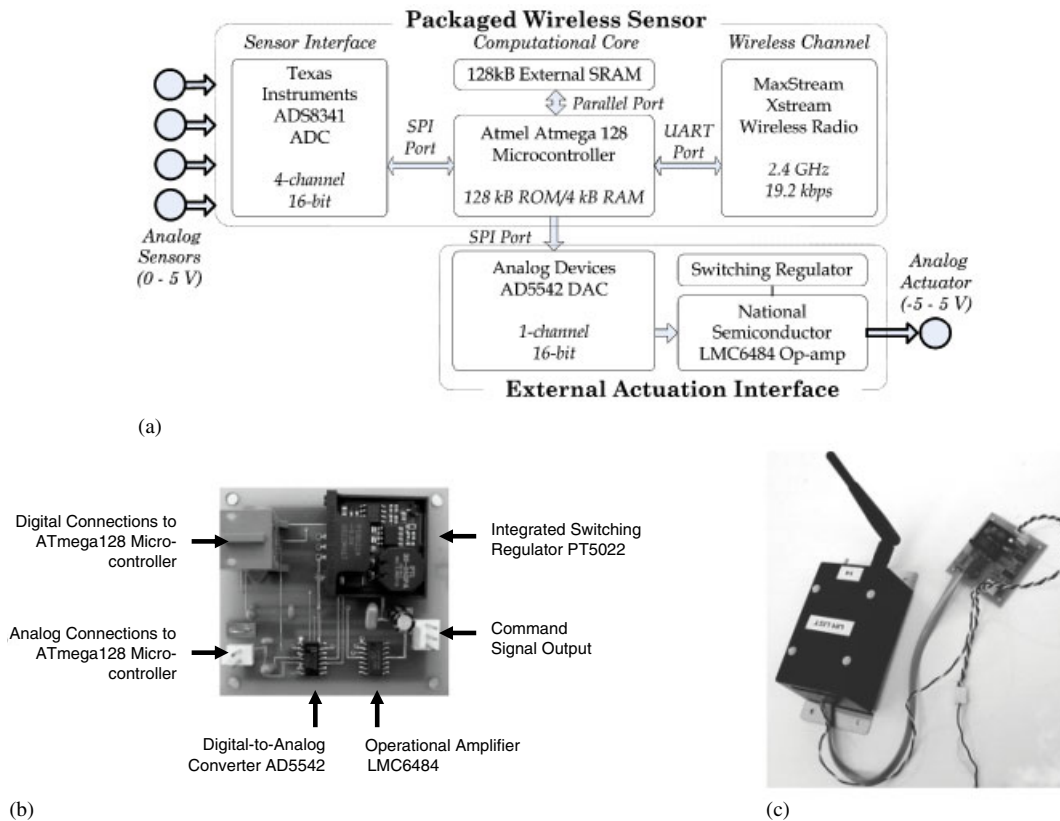 Packaged Wireless Sensor
Sensor Interface
Computational Core
Wireless Channel
Texas
Instruments
ADS8341
ADC
4-channel
16-bit
SPI
Port
128kB External SRAM
Parallel Port
Atmel Atmega 128
Microcontroller
128 kB ROM/4 kB RAM
UART
Port
MaxStream
Xstream
Wireless Radio
2.4 GHz
19.2 kbps
Analog
Sensors
(0 - 5 V)
SPI Port
Analog Devices
AD5542 DAC
1-channel
16-bit
Switching Regulator
National
Semiconductor
LMC6484 Op-amp
Analog
Actuator
(-5 - 5 V)
External Actuation Interface
(a)
Digital Connections to
ATmega128 Micro-
controller
Analog Connections to
ATmega128 Micro-
controller
Integrated Switching
Regulator PT5022
Command
Signal Output
Digital-to-Analog
Converter AD5542
Operational Amplifier
LMC6484
(b)
(c)